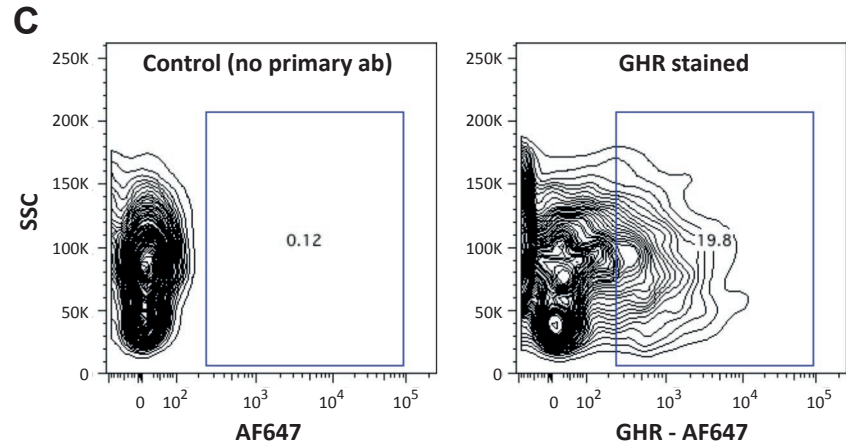 C
Control (no primary ab)
GHR stained
250K
200K
150K
100K
50K
0
SSC
0.12
0 10² 10³ 10⁴ 10⁵
AF647
250K
200K
150K
100K
50K
0
19.8
0 10² 10³ 10⁴ 10⁵
GHR - AF647